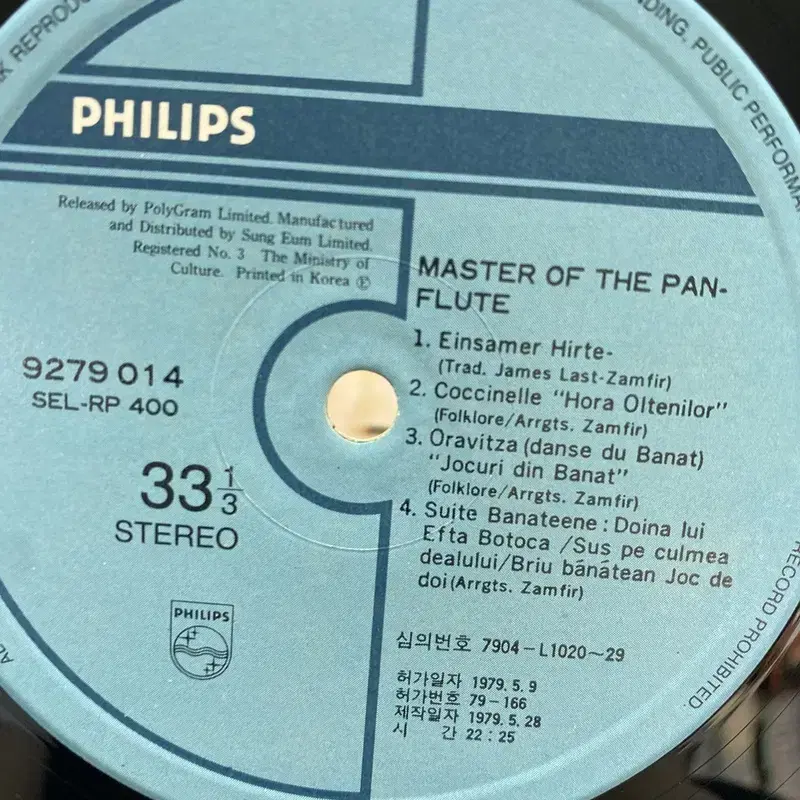 PHILIPS
Released by PolyGram Limited. Manufactured
and Distributed by Sung Eum Limited.
Registered No. 3 The Ministry of
Culture. Printed in Korea Ⓟ
9279 014
SEL-RP 400
33 1/3
STEREO
PHILIPS
MASTER OF THE PAN-
FLUTE
1. Einsamer Hirte-
(Trad. James Last-Zamfir)
2. Coccinelle "Hora Oltenilor"
(Folklore/Arrgts. Zamfir)
3. Oravitza (danse du Banat)
"Jocuri din Banat"
(Folklore/Arrgts. Zamfir)
4. Suite Banateene : Doina lui
Efta Botoca /Sus pe culmea
dealului/Briu bánátean Joc de
doi (Arrgts. Zamfir)
심의번호 7904-L1020~29
허가일자 1979.5.9
허가번호 79-166
제작일자 1979.5.28
시 간 22:25
PUBLIC
RECORD PROHIBITED.